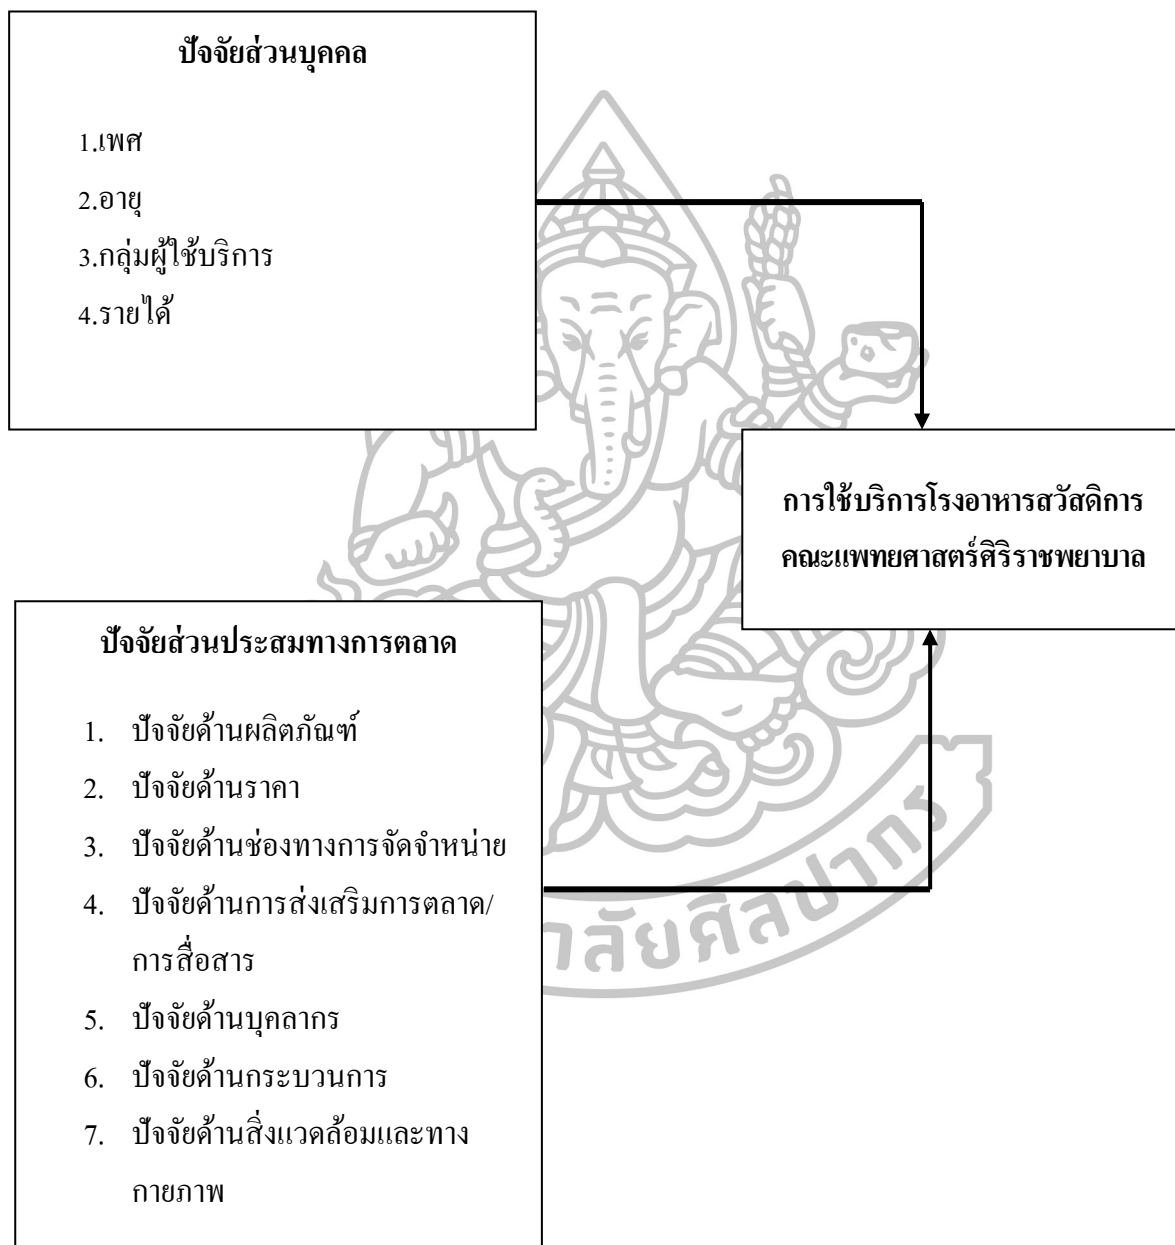 ปัจจัยส่วนบุคคล
1.เพศ
2.อายุ
3.กลุ่มผู้ใช้บริการ
4.รายได้
การใช้บริการโรงอาหารสวัสดิการ
คณะแพทยศาสตร์ศิริราชพยาบาล
ปัจจัยส่วนประสมทางการตลาด
1. ปัจจัยด้านผลิตภัณฑ์
2. ปัจจัยด้านราคา
3. ปัจจัยด้านช่องทางการจัดจำหน่าย
4. ปัจจัยด้านการส่งเสริมการตลาด/
การสื่อสาร
5. ปัจจัยด้านบุคลากร
6. ปัจจัยด้านกระบวนการ
7. ปัจจัยด้านสิ่งแวดล้อมและทาง
กายภาพ
าลัยศิลปากร